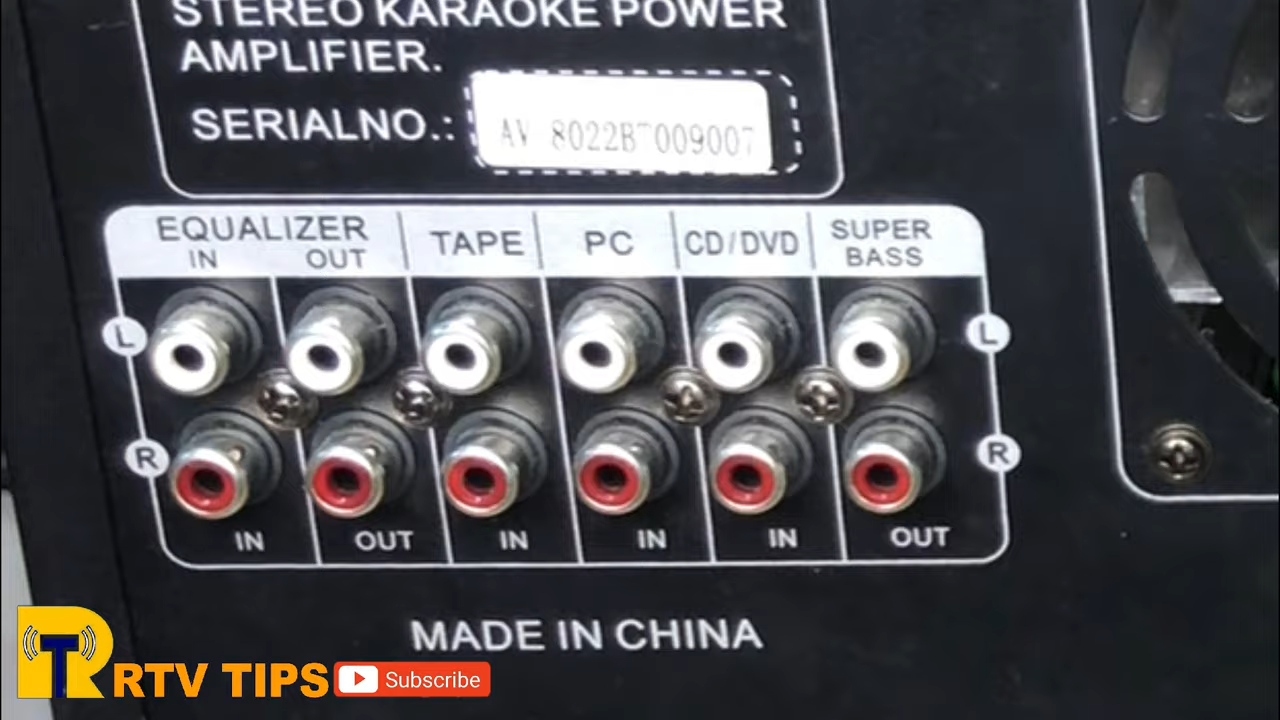 STEREO KARAOKE POWER
AMPLIFIER.
SERIALNO.: AV 8022BT009007
EQUALIZER TAPE PC CD/DVD SUPER
IN OUT BASS
L L
R R
IN OUT IN IN IN OUT
MADE IN CHINA
T
RTV TIPS Subscribe